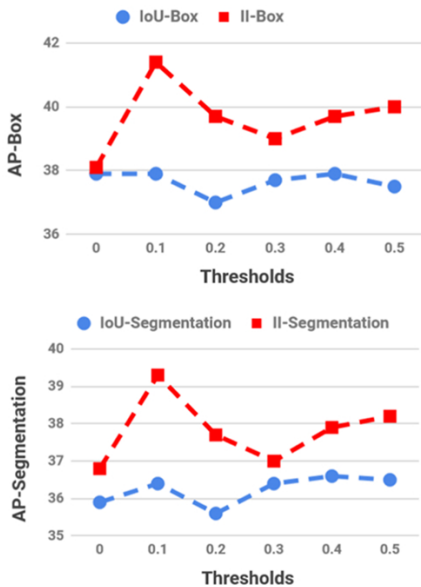 IoU-Box II-Box
42
40
38
36
AP-Box
0 0.1 0.2 0.3 0.4 0.5
Thresholds
IoU-Segmentation II-Segmentation
40
39
38
37
36
35
AP-Segmentation
0 0.1 0.2 0.3 0.4 0.5
Thresholds